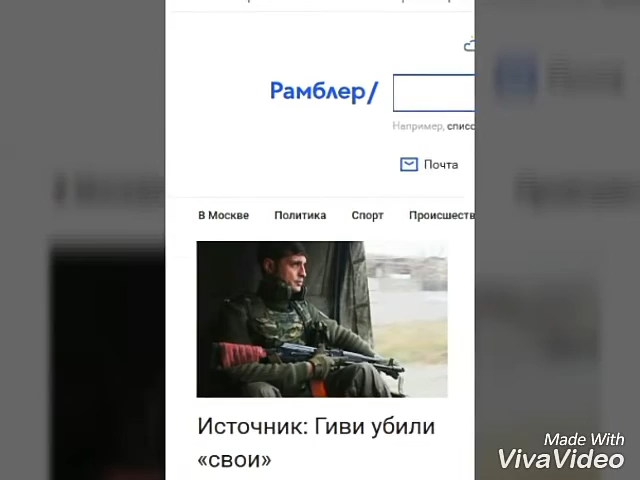 Рамблер/
Например, списо
Почта
В Москве Политика Спорт Происшеств
Источник: Гиви убили
«свои»
Made With
VivaVideo